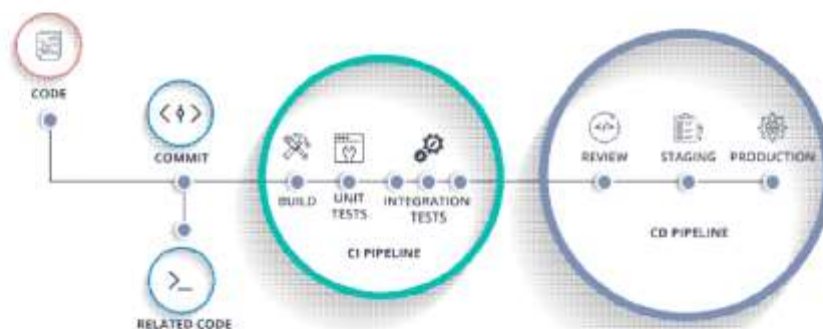 CODE
COMMIT
RELATED CODE
BUILD
UNIT
TESTS
INTEGRATION
TESTS
CI PIPELINE
REVIEW
STAGING
PRODUCTION
CD PIPELINE